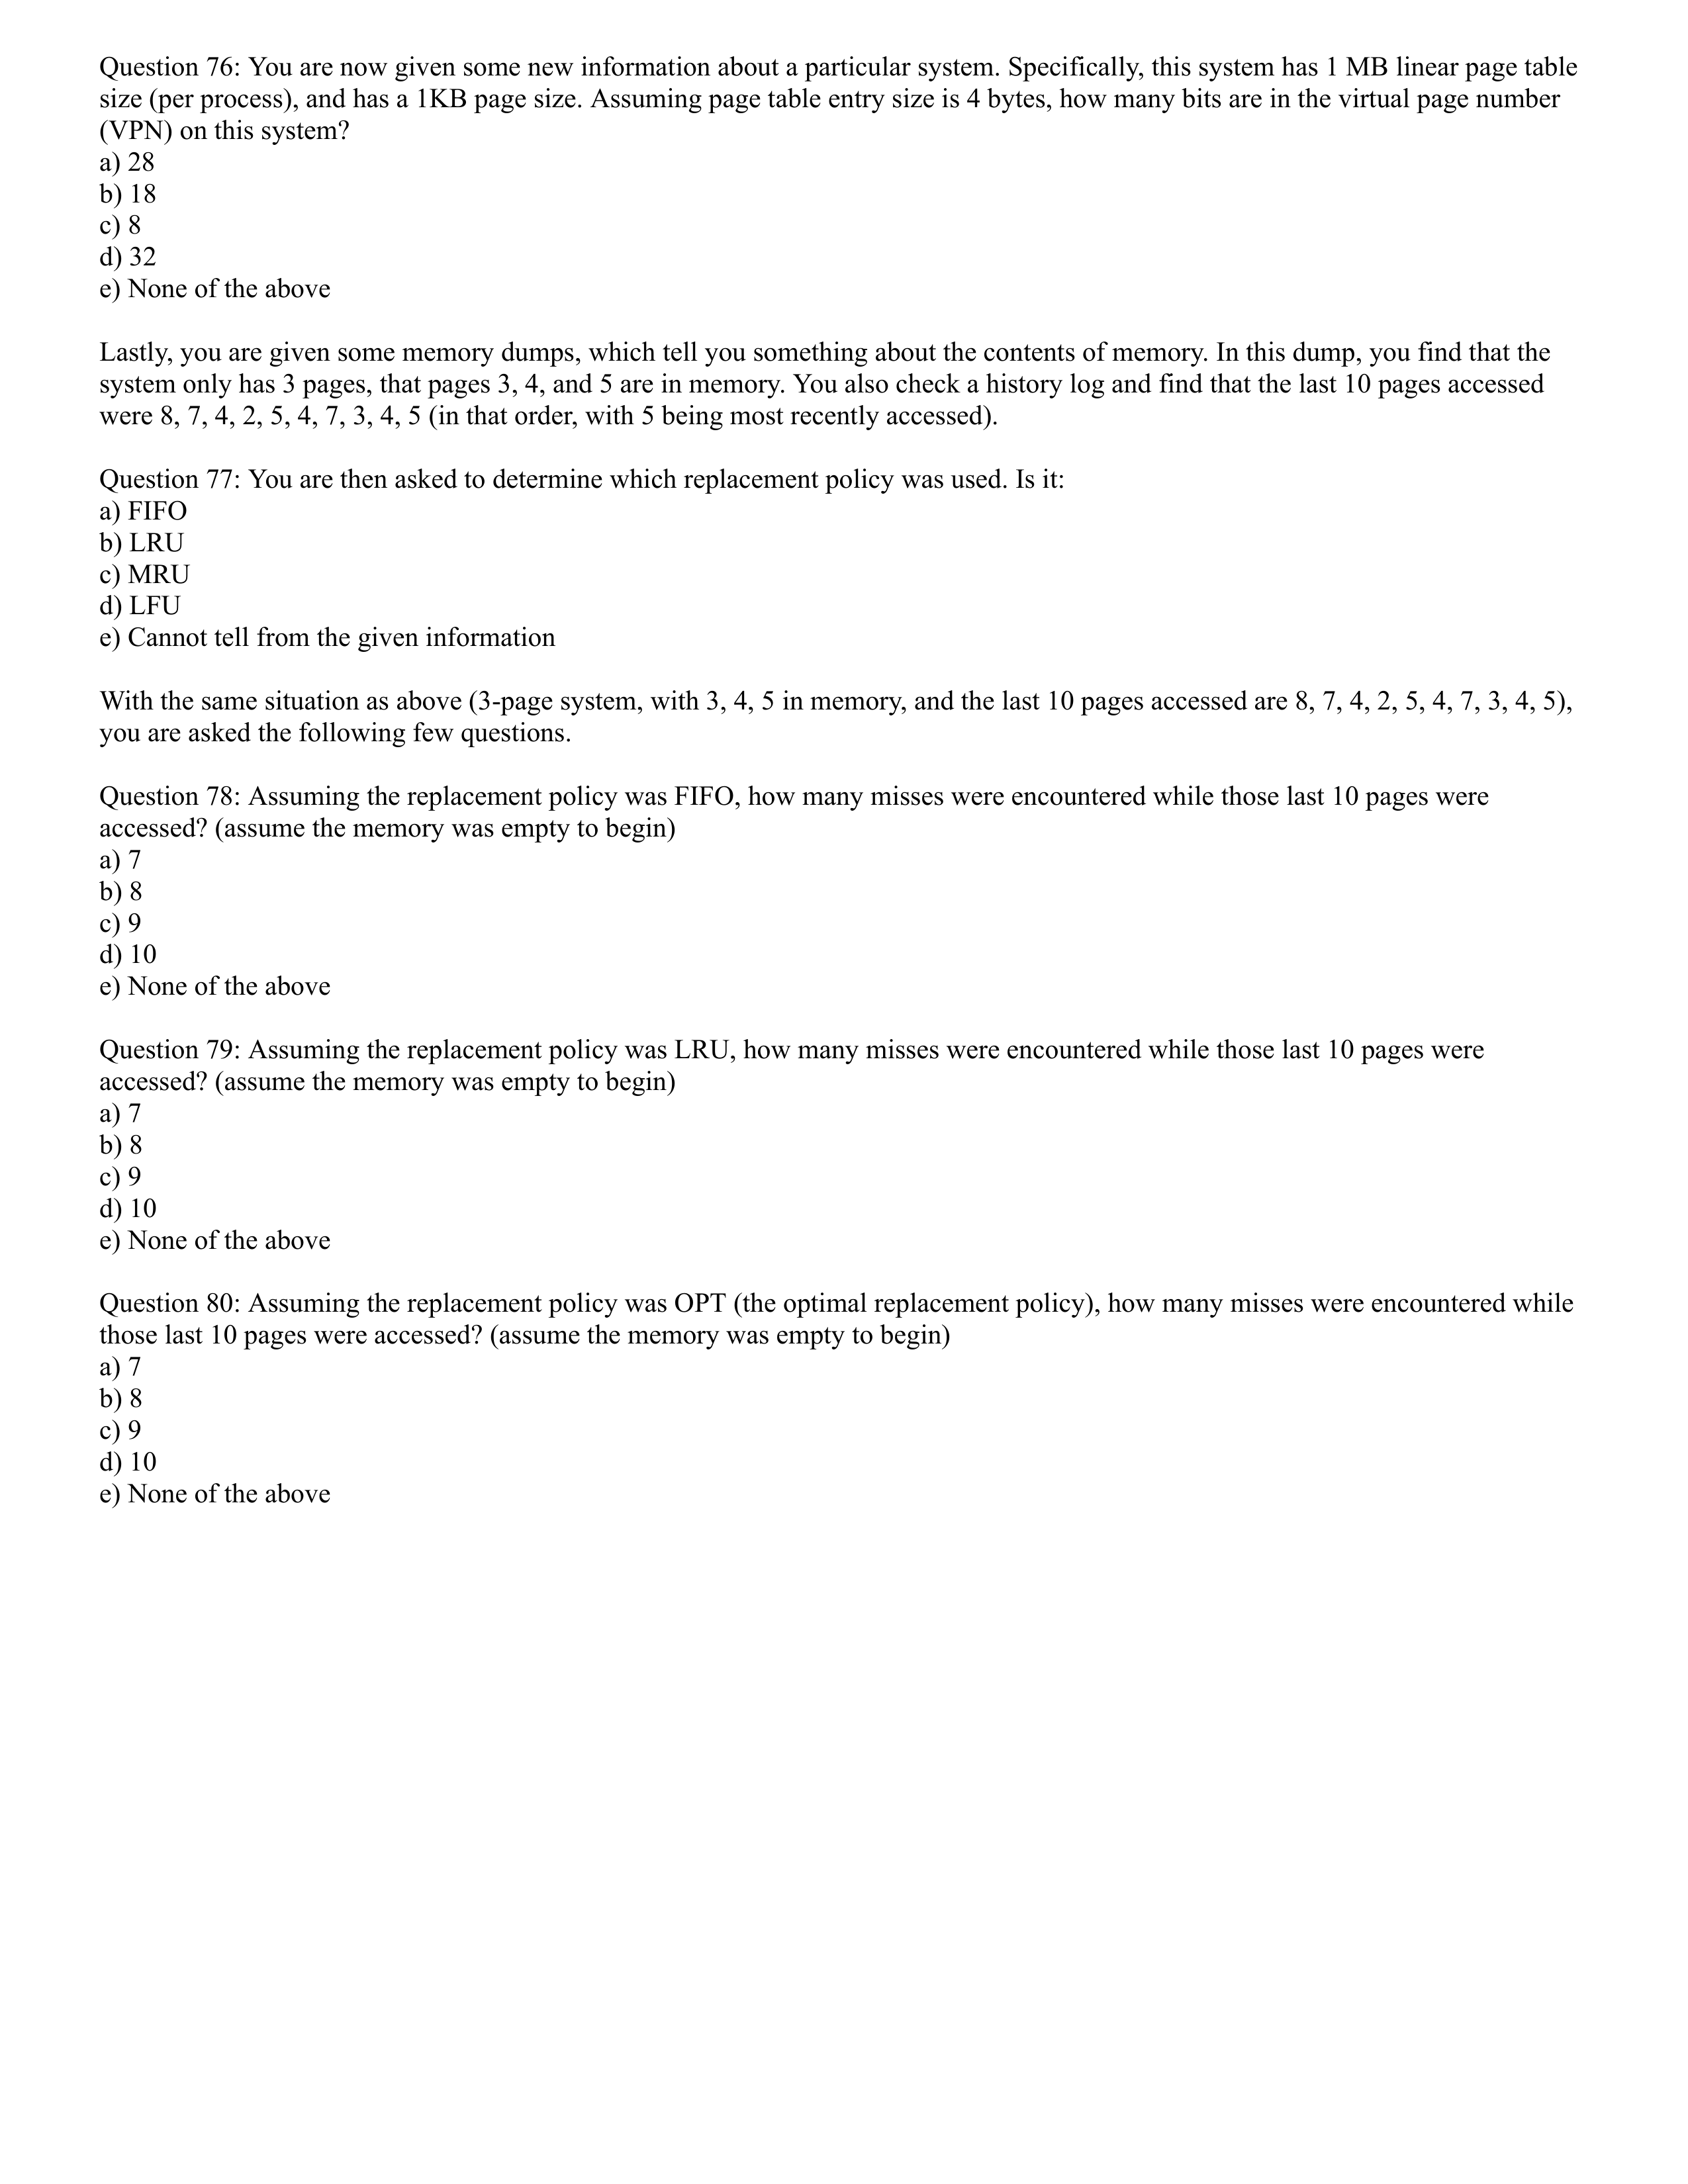 Question 76: You are now given some new information about a particular system. Specifically, this system has 1 MB linear page table
size (per process), and has a 1KB page size. Assuming page table entry size is 4 bytes, how many bits are in the virtual page number
(VPN) on this system?
a) 28
b) 18
c) 8
d) 32
e) None of the above
Lastly, you are given some memory dumps, which tell you something about the contents of memory. In this dump, you find that the
system only has 3 pages, that pages 3, 4, and 5 are in memory. You also check a history log and find that the last 10 pages accessed
were 8, 7, 4, 2, 5, 4, 7, 3, 4, 5 (in that order, with 5 being most recently accessed).
Question 77: You are then asked to determine which replacement policy was used. Is it:
a) FIFO
b) LRU
c) MRU
d) LFU
e) Cannot tell from the given information
With the same situation as above (3-page system, with 3, 4, 5 in memory, and the last 10 pages accessed are 8, 7, 4, 2, 5, 4, 7, 3, 4, 5),
you are asked the following few questions.
Question 78: Assuming the replacement policy was FIFO, how many misses were encountered while those last 10 pages were
accessed? (assume the memory was empty to begin)
a) 7
b) 8
c) 9
d) 10
e) None of the above
Question 79: Assuming the replacement policy was LRU, how many misses were encountered while those last 10 pages were
accessed? (assume the memory was empty to begin)
a) 7
b) 8
c) 9
d) 10
e) None of the above
Question 80: Assuming the replacement policy was OPT (the optimal replacement policy), how many misses were encountered while
those last 10 pages were accessed? (assume the memory was empty to begin)
a) 7
b) 8
c) 9
d) 10
e) None of the above